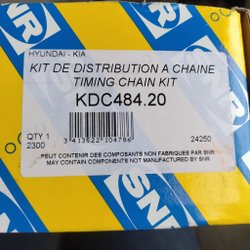 SNR
HYUNDAI - KIA
KIT DE DISTRIBUTION A CHAINE
TIMING CHAIN KIT
KDC484.20
QTY 1
2300
3 413522 104786
24250
PEUT CONTENIR DES COMPOSANTS NON FABRIQUES PAR SNR
MAY CONTAIN COMPONENTS NOT MANUFACTURED BY SNR
SNR
SNR